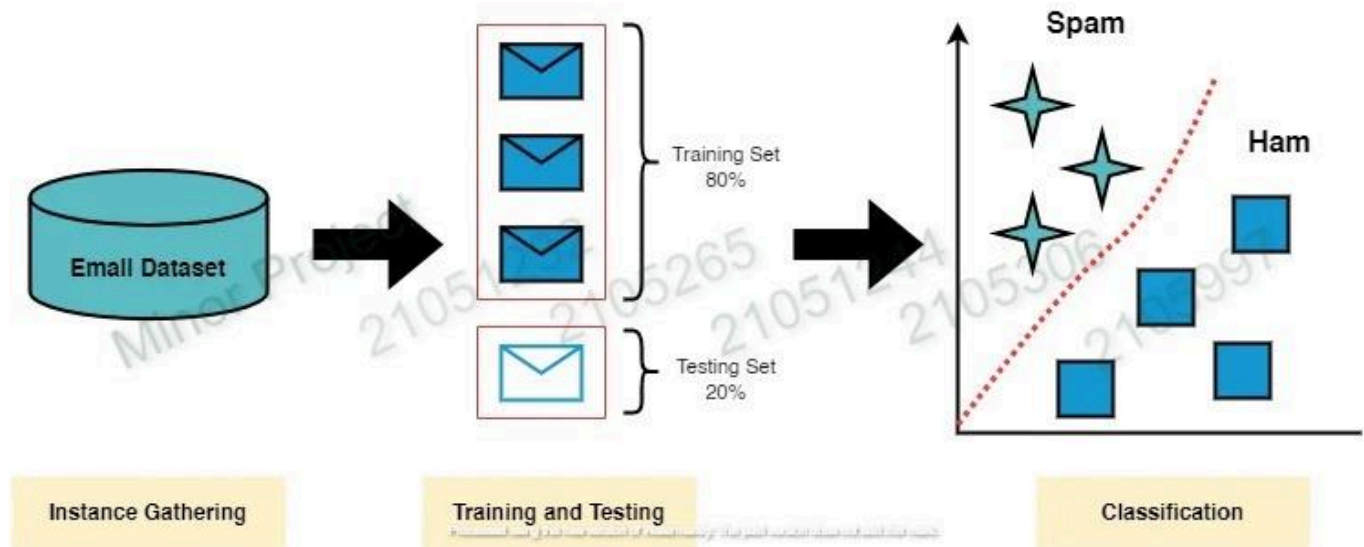 Spam
Ham
Training Set
80%
Email Dataset
Testing Set
20%
Minor Project 21051232 2105265 21051244 2105306 2105997
Instance Gathering
Training and Testing
Classification